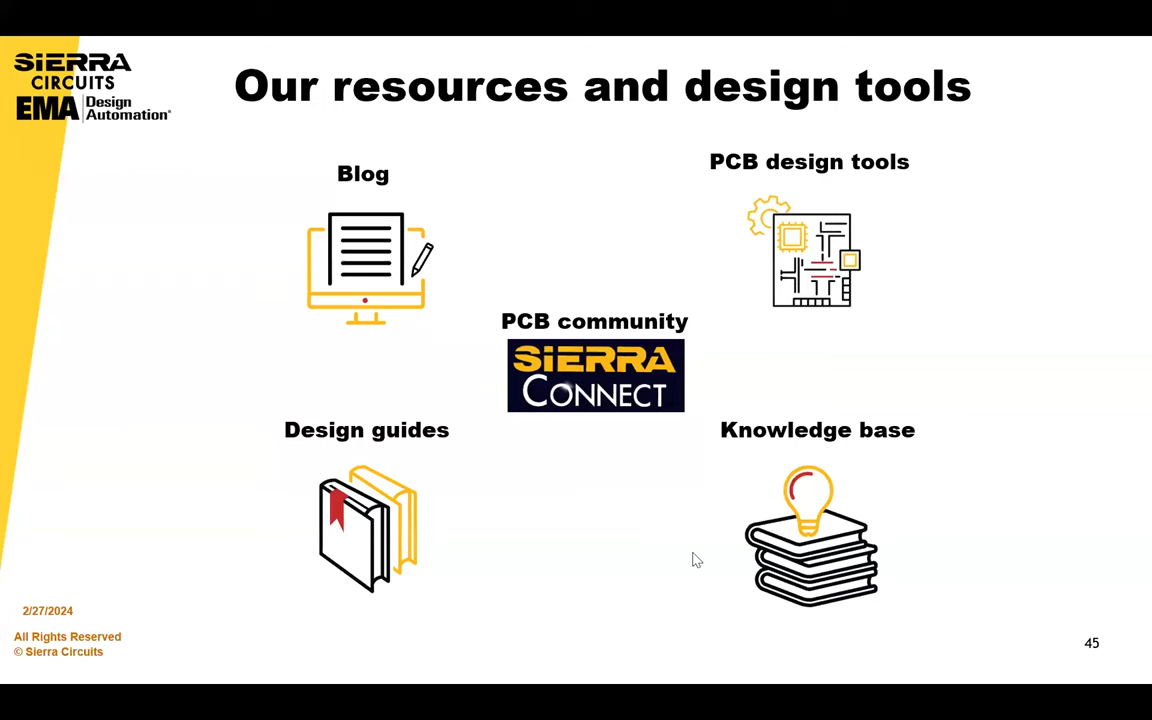 SIERRA
CIRCUITS
EMA Design
Automation®
Our resources and design tools
Blog
PCB design tools
PCB community
SIERRA
CONNECT
Design guides
Knowledge base
2/27/2024
All Rights Reserved
© Sierra Circuits
45